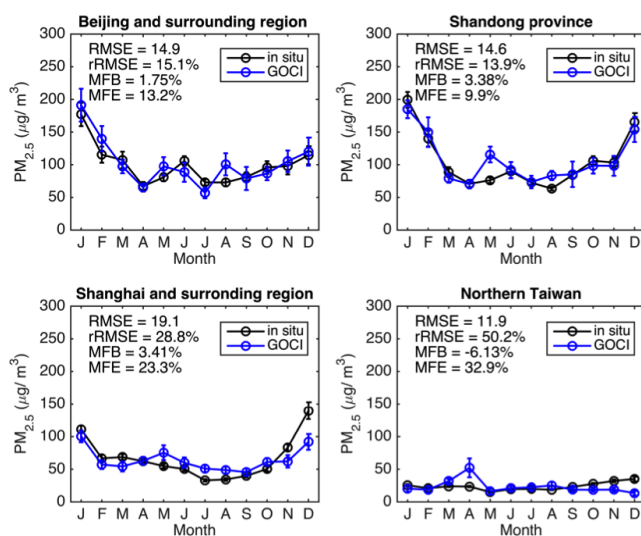 Beijing and surrounding region
RMSE = 14.9
rRMSE = 15.1%
MFB = 1.75%
MFE = 13.2%
in situ
GOCI
PM2.5 (μg/ m3)
300
250
200
150
100
50
0
J F M A M J J A S O N D
Month
Shandong province
RMSE = 14.6
rRMSE = 13.9%
MFB = 3.38%
MFE = 9.9%
in situ
GOCI
PM2.5 (μg/ m3)
300
250
200
150
100
50
0
J F M A M J J A S O N D
Month
Shanghai and surronding region
RMSE = 19.1
rRMSE = 28.8%
MFB = 3.41%
MFE = 23.3%
in situ
GOCI
PM2.5 (μg/ m3)
300
250
200
150
100
50
0
J F M A M J J A S O N D
Month
Northern Taiwan
RMSE = 11.9
rRMSE = 50.2%
MFB = -6.13%
MFE = 32.9%
in situ
GOCI
PM2.5 (μg/ m3)
300
250
200
150
100
50
0
J F M A M J J A S O N D
Month